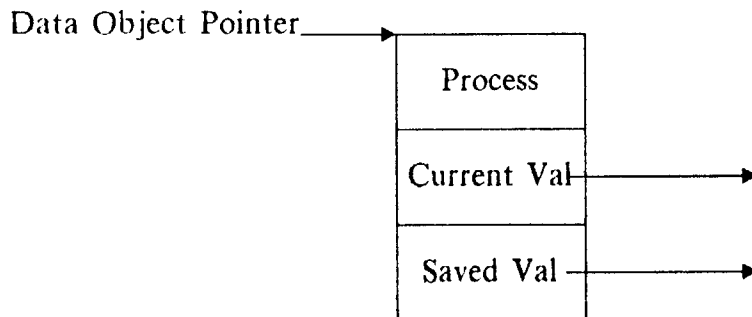 Data Object Pointer
Process
Current Val
Saved Val